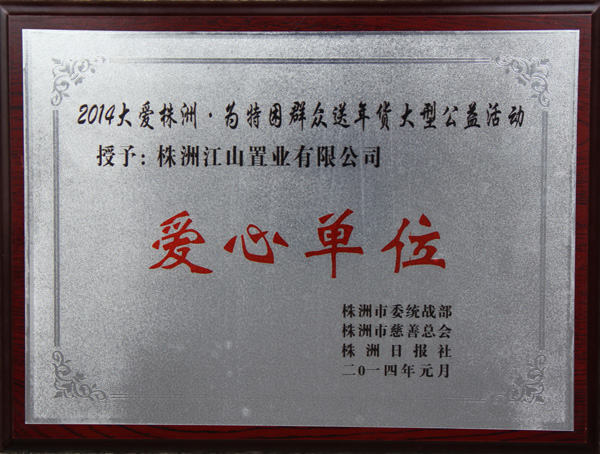 2014大爱株洲·为特困群众送年货大型公益活动
授予:株洲江山置业有限公司
爱心单位
株洲市委统战部
株洲市慈善总会
株洲日报社
二0一四年元月